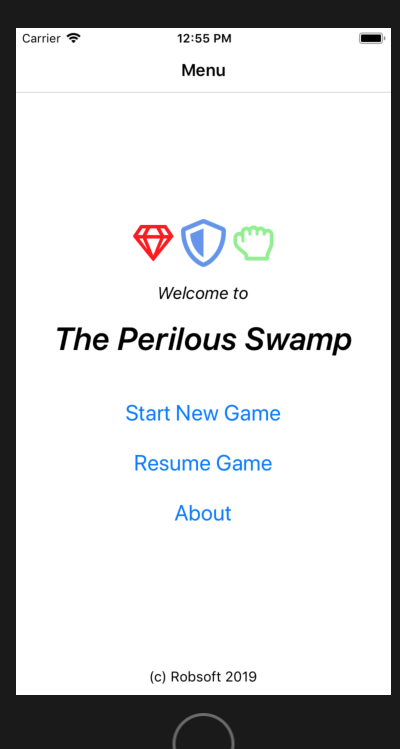 Carrier 12:55 PM
Menu
Welcome to
The Perilous Swamp
Start New Game
Resume Game
About
(c) Robsoft 2019